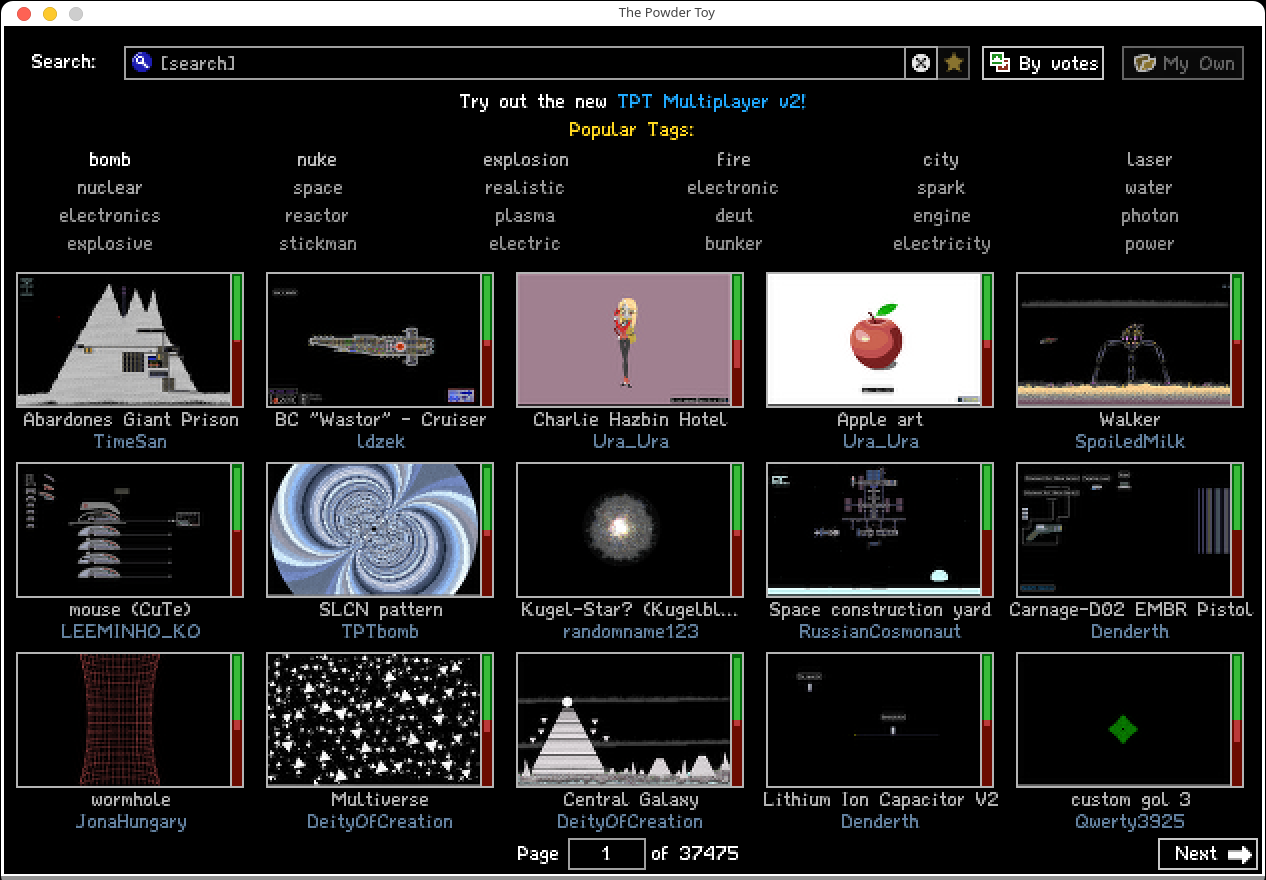 The Powder Toy
Search: [search] By votes My Own
Try out the new TPT Multiplayer v2!
Popular Tags:
bomb nuke explosion fire city laser
nuclear space realistic electronic spark water
electronics reactor plasma deut engine photon
explosive stickman electric bunker electricity power
Abardones Giant Prison BC "Wastor" - Cruiser Charlie Hazbin Hotel Apple art Walker
TimeSan Ldzek Ura_Ura Ura_Ura SpoiledMilk
mouse (CuTe) SLCN pattern Kugel-Star? (Kugelbl... Space construction yard Carnage-D02 EMBR Pistol
LEEMINHO_KO TPTbomb randomname123 RussianCosmonaut Denderth
wormhole Multiverse Central Galaxy Lithium Ion Capacitor V2 custom gol 3
JonaHungary DeityOfCreation DeityOfCreation Denderth Qwerty3925
Page 1 of 37475 Next